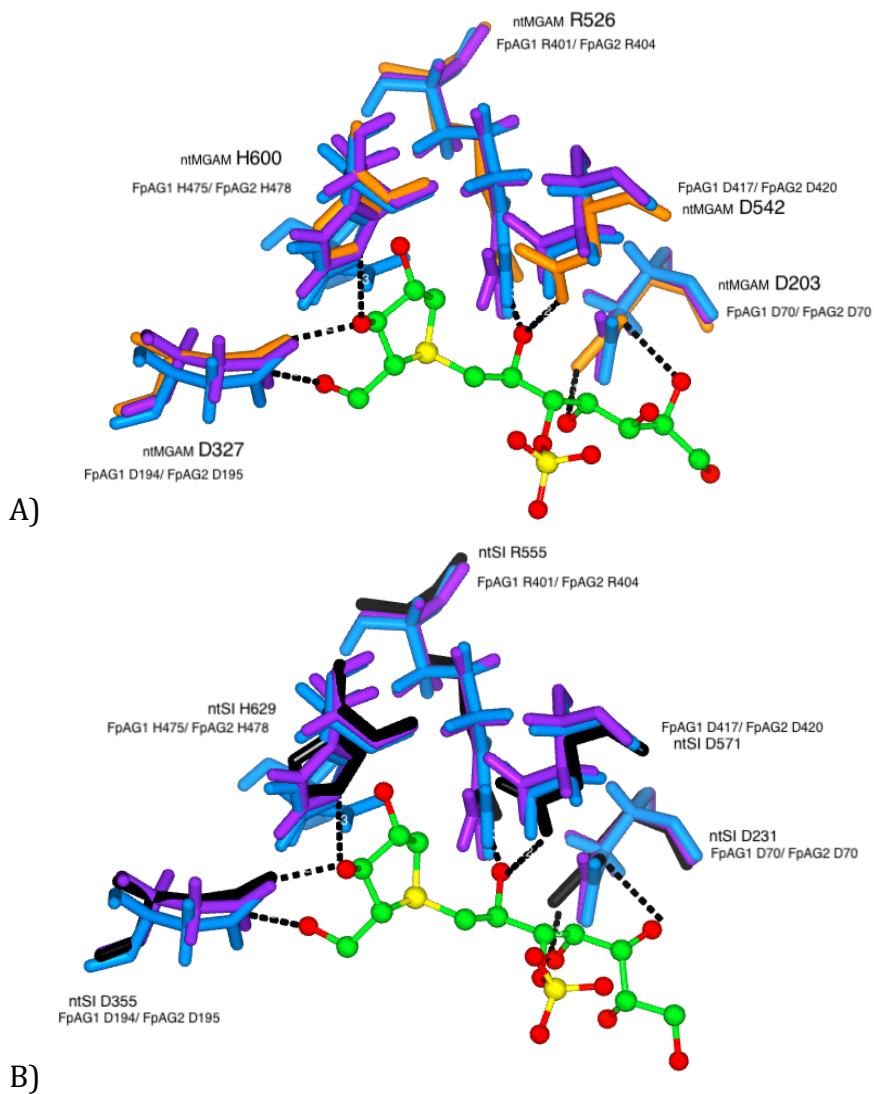 ntMGAM R526
FpAG1 R401/ FpAG2 R404
ntMGAM H600
FpAG1 H475/ FpAG2 H478
FpAG1 D417/ FpAG2 D420
ntMGAM D542
ntMGAM D203
FpAG1 D70/ FpAG2 D70
3
ntMGAM D327
FpAG1 D194/ FpAG2 D195
A)
ntSI R555
FpAG1 R401/ FpAG2 R404
ntSI H629
FpAG1 H475/ FpAG2 H478
FpAG1 D417/ FpAG2 D420
ntSI D571
ntSI D231
FpAG1 D70/ FpAG2 D70
3
ntSI D355
FpAG1 D194/ FpAG2 D195
B)